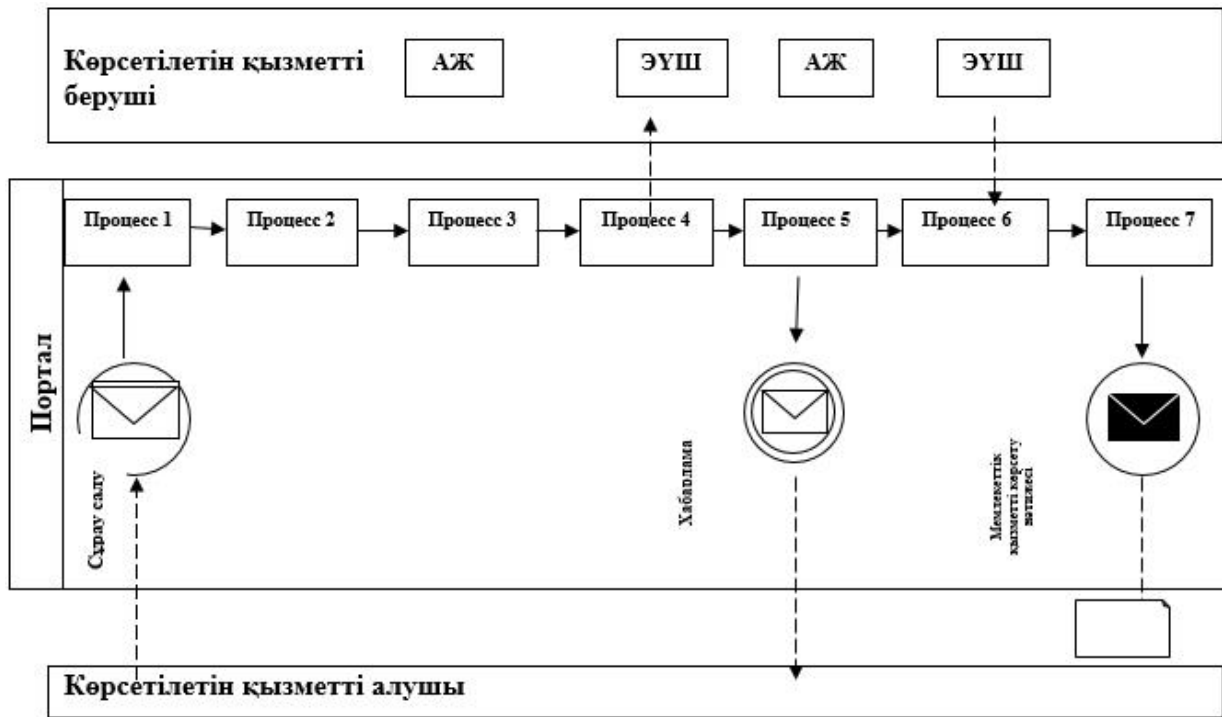 Көрсетілетін қызметті
беруші
АЖ
ЭҮШ
АЖ
ЭҮШ
Портал
Процесс 1
Процесс 2
Процесс 3
Процесс 4
Процесс 5
Процесс 6
Процесс 7
Сұрау салу
Хабарлама
Мемлекеттік
қызметті көрсету
нәтижесі
Көрсетілетін қызметті алушы